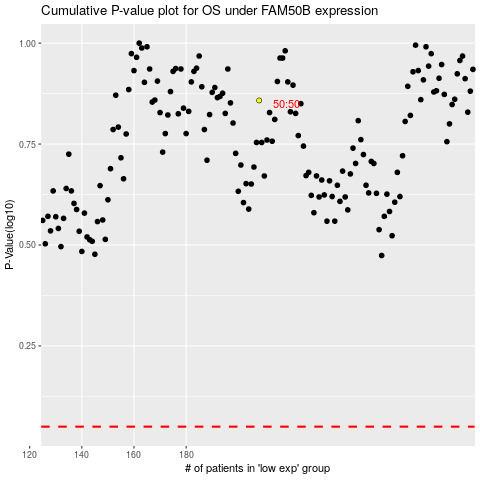 Cumulative P-value plot for OS under FAM50B expression
1.00
50:50
0.75
P-Value(log10)
0.50
0.25
120 140 160 180
# of patients in 'low exp' group